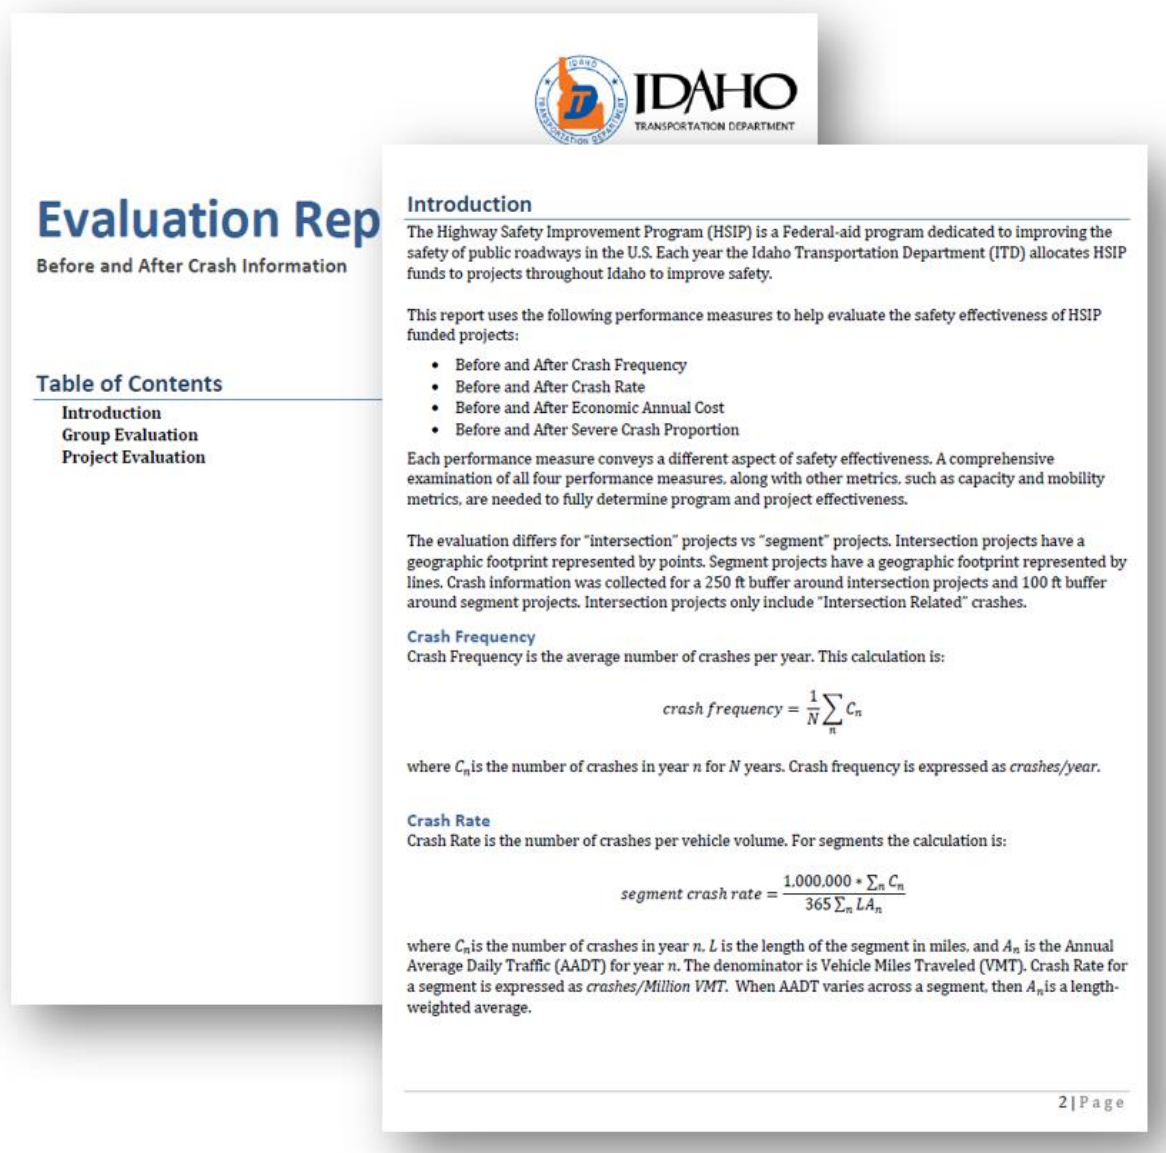 IDAHO
TRANSPORTATION DEPARTMENT
IDAHO
TRANSPORTATION DEPARTMENT
Evaluation Rep
Before and After Crash Information
Table of Contents
Introduction
Group Evaluation
Project Evaluation
Introduction
The Highway Safety Improvement Program (HSIP) is a Federal-aid program dedicated to improving the
safety of public roadways in the U.S. Each year the Idaho Transportation Department (ITD) allocates HSIP
funds to projects throughout Idaho to improve safety.
This report uses the following performance measures to help evaluate the safety effectiveness of HSIP
funded projects:
• Before and After Crash Frequency
• Before and After Crash Rate
• Before and After Economic Annual Cost
• Before and After Severe Crash Proportion
Each performance measure conveys a different aspect of safety effectiveness. A comprehensive
examination of all four performance measures, along with other metrics, such as capacity and mobility
metrics, are needed to fully determine program and project effectiveness.
The evaluation differs for "intersection" projects vs "segment" projects. Intersection projects have a
geographic footprint represented by points. Segment projects have a geographic footprint represented by
lines. Crash information was collected for a 250 ft buffer around intersection projects and 100 ft buffer
around segment projects. Intersection projects only include "Intersection Related" crashes.
Crash Frequency
Crash Frequency is the average number of crashes per year. This calculation is:
crash frequency = 1/N ∑n Cn
where Cn is the number of crashes in year n for N years. Crash frequency is expressed as crashes/year.
Crash Rate
Crash Rate is the number of crashes per vehicle volume. For segments the calculation is:
segment crash rate = 1,000,000 * ∑n Cn / 365 ∑n LAn
where Cn is the number of crashes in year n, L is the length of the segment in miles, and An is the Annual
Average Daily Traffic (AADT) for year n. The denominator is Vehicle Miles Traveled (VMT). Crash Rate for
a segment is expressed as crashes/Million VMT. When AADT varies across a segment, then An is a length-
weighted average.
2 | Page